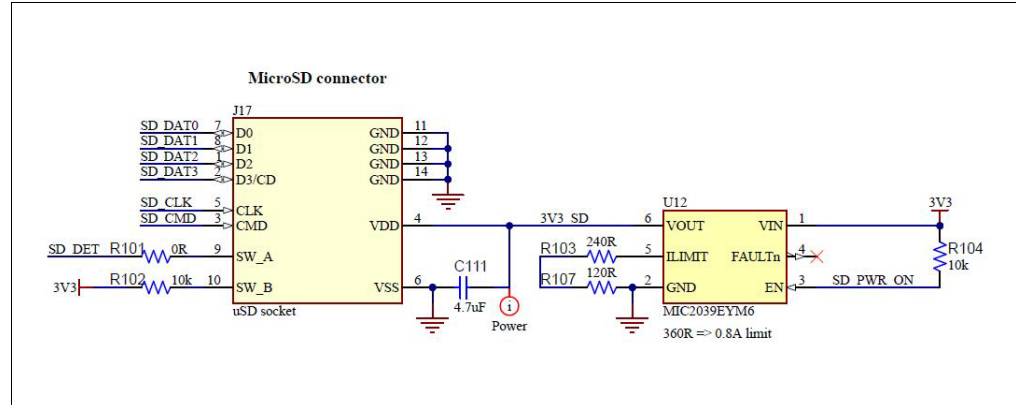 MicroSD connector
J17
SD_DAT0 7 D0 GND 11
SD_DAT1 8 D1 GND 12
SD_DAT2 1 D2 GND 13
SD_DAT3 2 D3/CD GND 14
SD_CLK 5 CLK
SD_CMD 3 CMD VDD 4
SD_DET R101 0R 9 SW_A
3V3 R102 10k 10 SW_B VSS 6
uSD socket
C111
4.7uF
i
Power
3V3_SD
U12
6 VOUT VIN 1
R103 240R 5 ILIMIT FAULTn 4
R107 120R 2 GND EN 3 SD_PWR_ON
MIC2039EYM6
360R => 0.8A limit
3V3
R104
10k